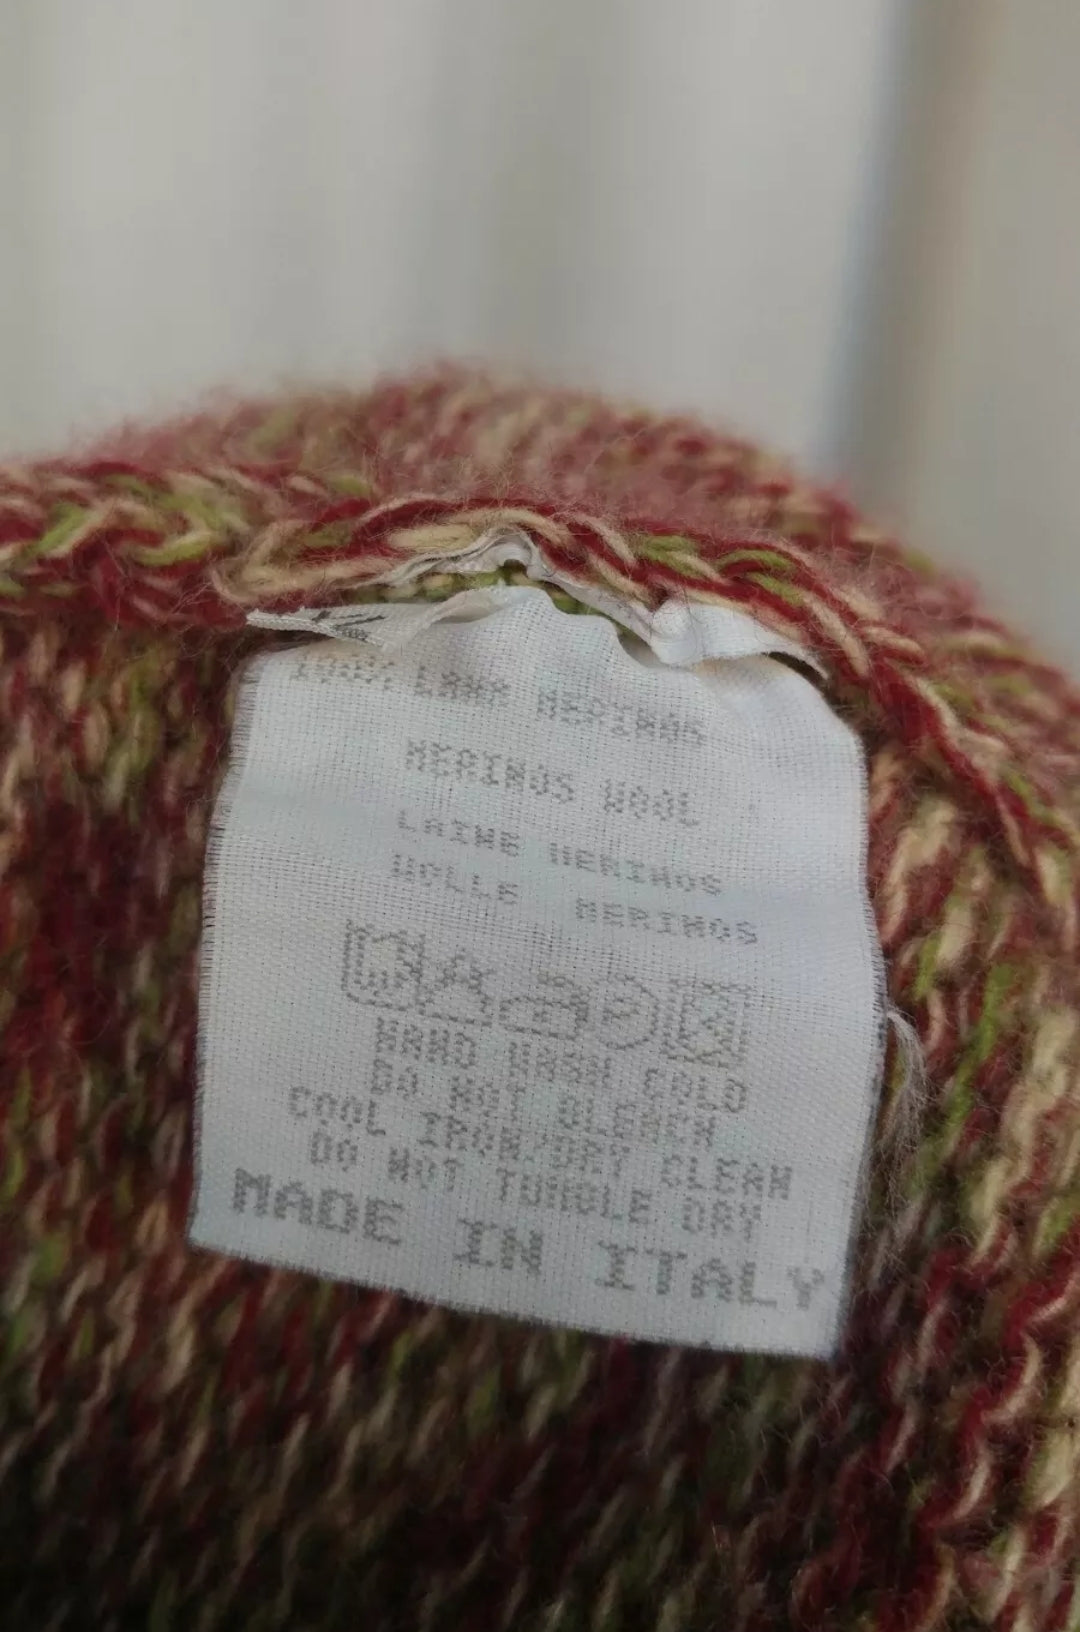 100% LANA MERINOS
MERINOS WOOL
LAINE MERINOS
WOLLE MERINOS
HAND WASH COLD
DO NOT BLEACH
COOL IRON/DRY CLEAN
DO NOT TUMBLE DRY
MADE IN ITALY